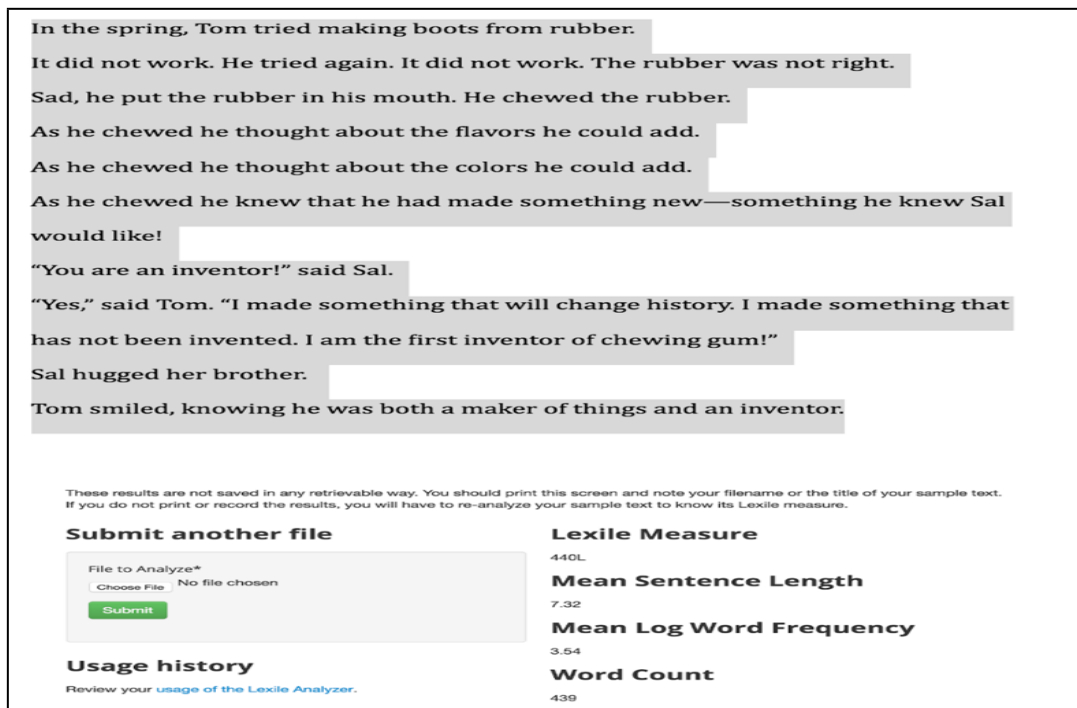 In the spring, Tom tried making boots from rubber.
It did not work. He tried again. It did not work. The rubber was not right.
Sad, he put the rubber in his mouth. He chewed the rubber.
As he chewed he thought about the flavors he could add.
As he chewed he thought about the colors he could add.
As he chewed he knew that he had made something new—something he knew Sal
would like!
“You are an inventor!” said Sal.
“Yes,” said Tom. “I made something that will change history. I made something that
has not been invented. I am the first inventor of chewing gum!”
Sal hugged her brother.
Tom smiled, knowing he was both a maker of things and an inventor.
These results are not saved in any retrievable way. You should print this screen and note your filename or the title of your sample text.
If you do not print or record the results, you will have to re-analyze your sample text to know its Lexile measure.
Submit another file
File to Analyze*
Choose File No file chosen
Submit
Usage history
Review your usage of the Lexile Analyzer.
Lexile Measure
440L
Mean Sentence Length
7.32
Mean Log Word Frequency
3.54
Word Count
439